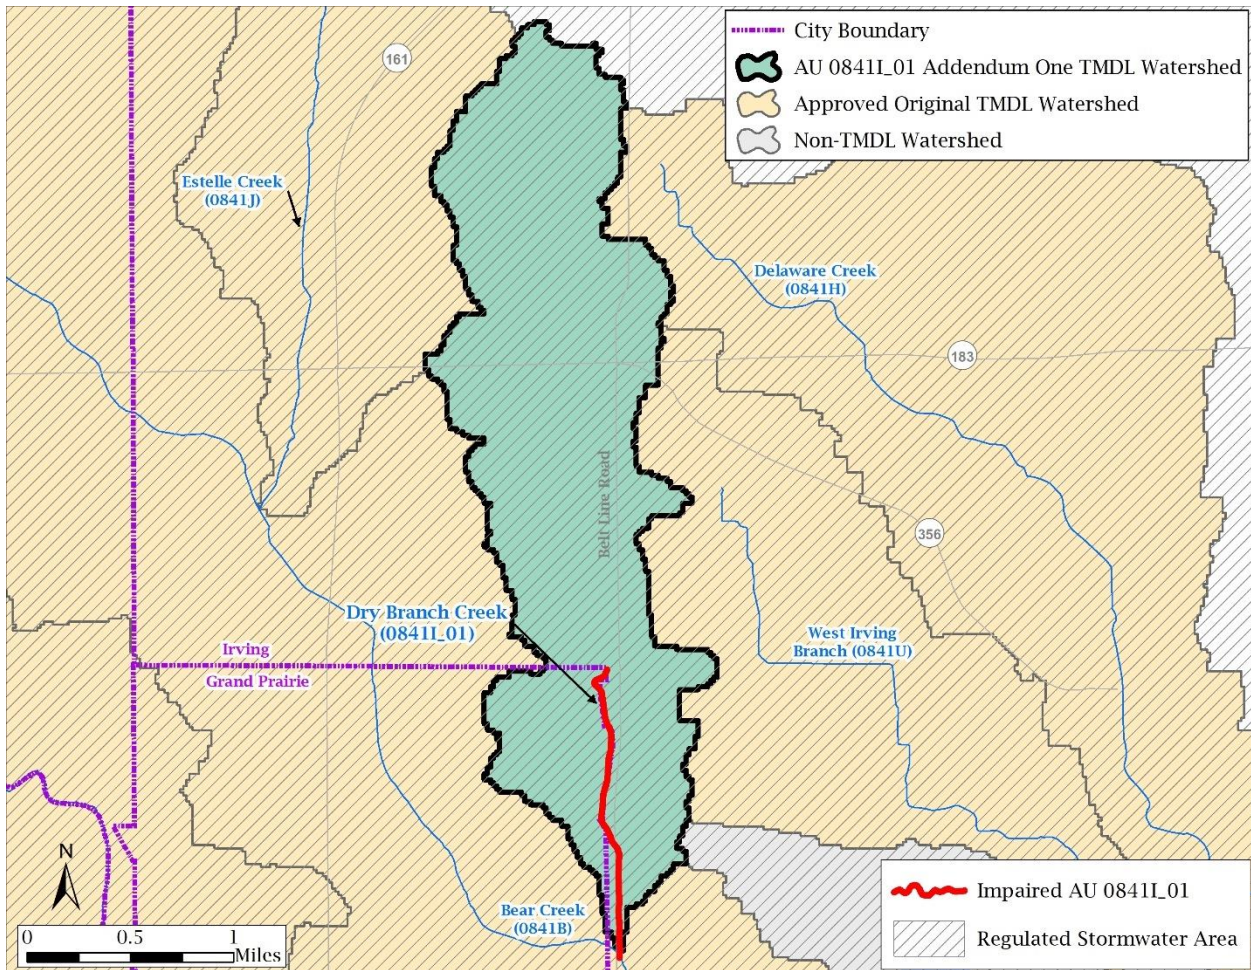 City Boundary
AU 0841I_01 Addendum One TMDL Watershed
Approved Original TMDL Watershed
Non-TMDL Watershed
161
Estelle Creek
(0841J)
Delaware Creek
(0841H)
183
Belt Line Road
356
Dry Branch Creek
(0841I_01)
West Irving
Branch (0841U)
Irving
Grand Prairie
N
Bear Creek
(0841B)
0 0.5 1
Miles
Impaired AU 0841I_01
Regulated Stormwater Area